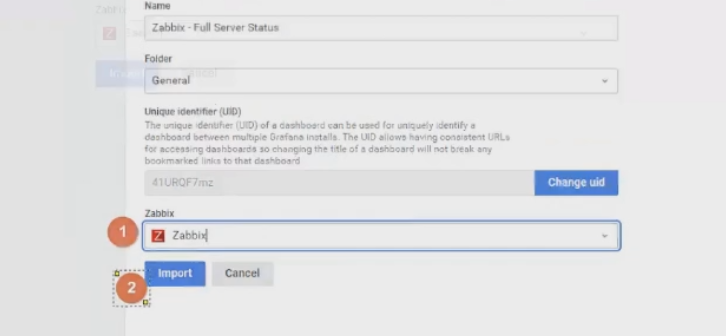 Name
Zabbix - Full Server Status
Folder
General
Unique identifier (UID)
The unique identifier (UID) of a dashboard can be used for uniquely identify a
dashboard between multiple Grafana installs. The UID allows having consistent URLs
for accessing dashboards so changing the title of a dashboard will not break any
bookmarked links to that dashboard
41URQF7mz Change uid
Zabbix
1 Z Zabbix
2 Import Cancel